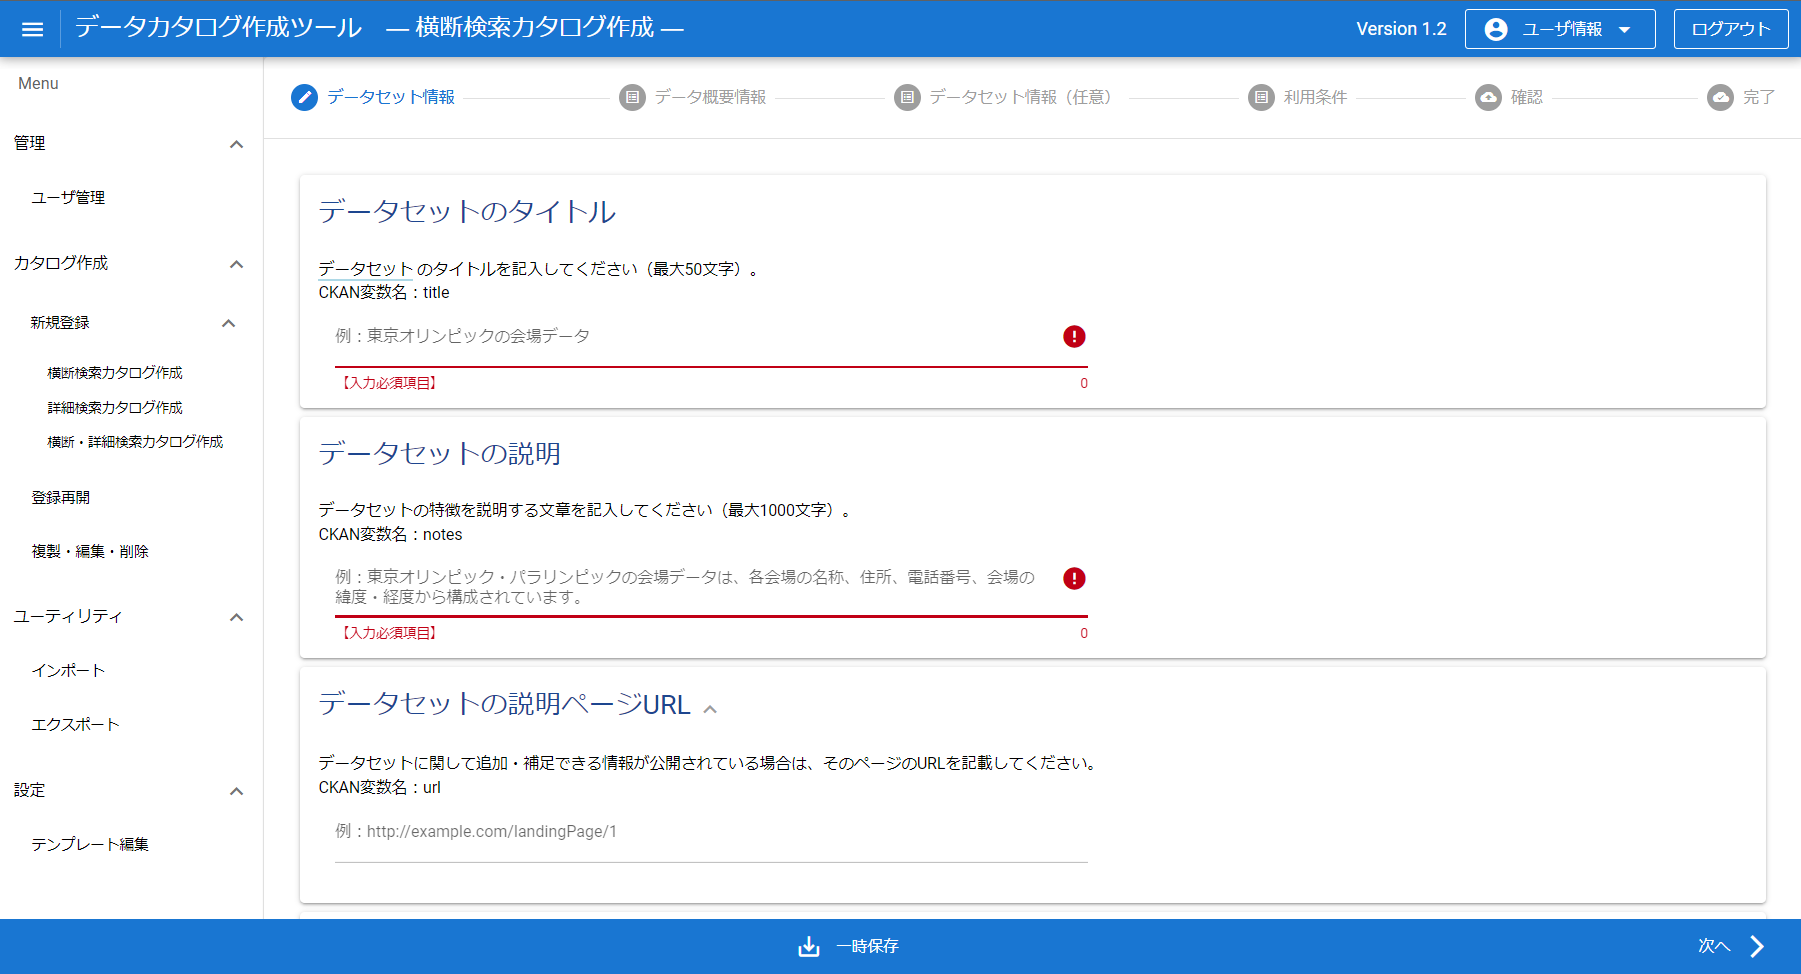 データカタログ作成ツール ― 横断検索カタログ作成 ―
Version 1.2
ユーザ情報
ログアウト
Menu
管理
ユーザ管理
カタログ作成
新規登録
横断検索カタログ作成
詳細検索カタログ作成
横断・詳細検索カタログ作成
登録再開
複製・編集・削除
ユーティリティ
インポート
エクスポート
設定
テンプレート編集
データセット情報
データ概要情報
データセット情報（任意）
利用条件
確認
完了
データセットのタイトル
データセット のタイトルを記入してください（最大50文字）。
CKAN変数名：title
例：東京オリンピックの会場データ
【入力必須項目】
0
データセットの説明
データセットの特徴を説明する文章を記入してください（最大1000文字）。
CKAN変数名：notes
例：東京オリンピック・パラリンピックの会場データは、各会場の名称、住所、電話番号、会場の
緯度・経度から構成されています。
【入力必須項目】
0
データセットの説明ページURL
データセットに関して追加・補足できる情報が公開されている場合は、そのページのURLを記載してください。
CKAN変数名：url
例：http://example.com/landingPage/1
一時保存
次へ